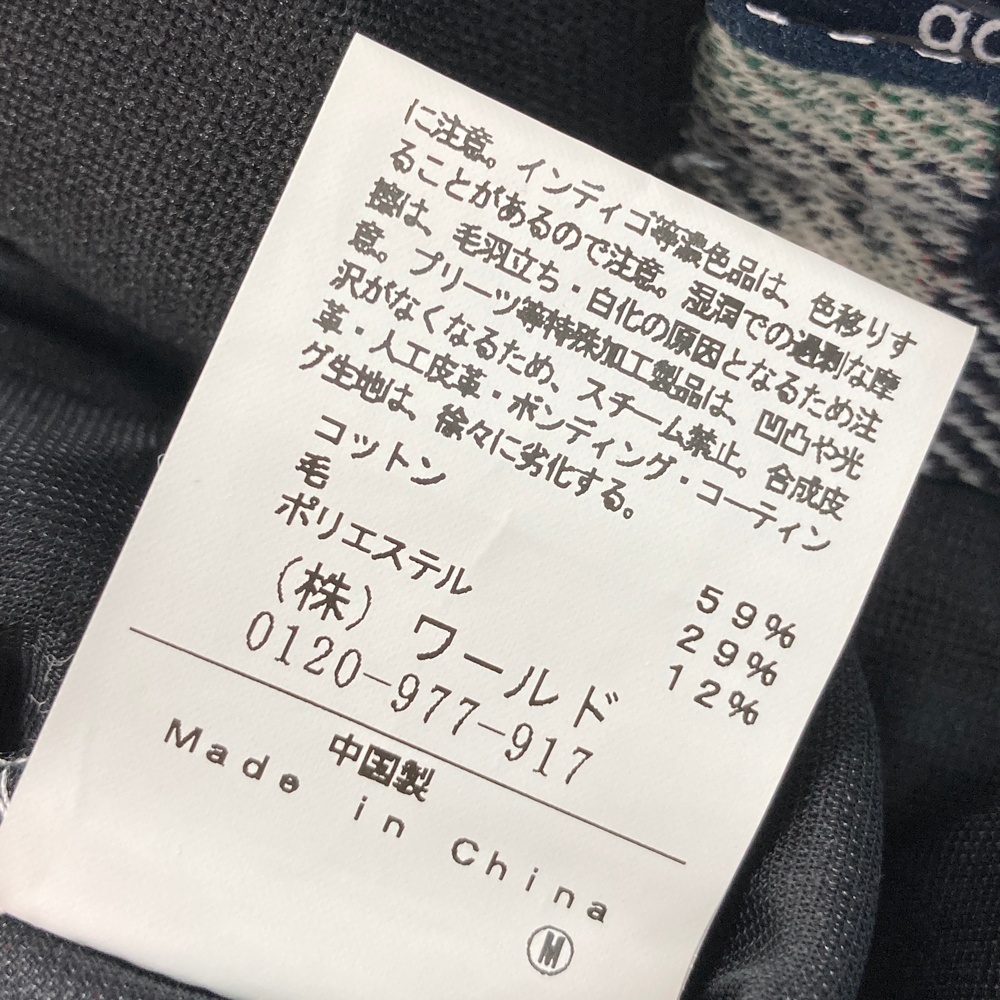 ac
に注意。インディゴ等濃色品は、色移りす
ることがあるので注意。湿潤での過剰な摩
擦は、毛羽立ち・白化の原因となるため注
意。プリーツ等特殊加工製品は、凹凸や光
沢がなくなるため、スチーム禁止。合成皮
革・人工皮革・ボンディング・コーティン
グ生地は、徐々に劣化する。
コットン 59%
毛 29%
ポリエステル 12%
(株) ワールド
0120-977-917
中国製
Made in China
M